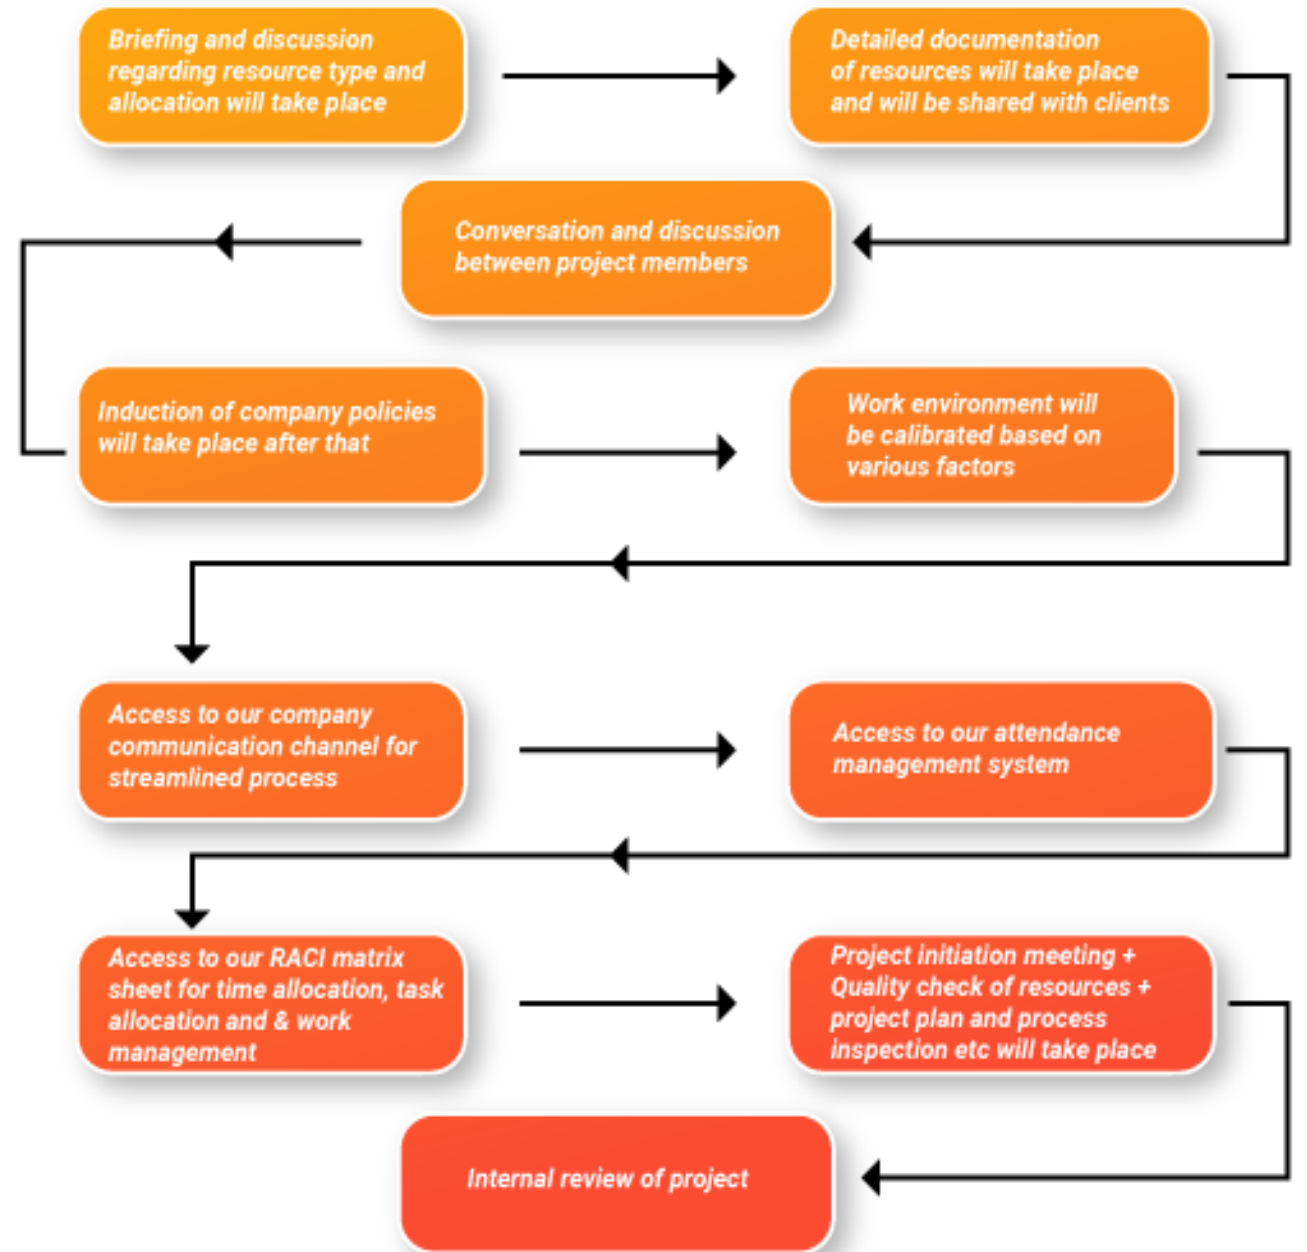 Briefing and discussion
regarding resource type and
allocation will take place
Detailed documentation
of resources will take place
and will be shared with clients
Conversation and discussion
between project members
Induction of company policies
will take place after that
Work environment will
be calibrated based on
various factors
Access to our company
communication channel for
streamlined process
Access to our attendance
management system
Access to our RACI matrix
sheet for time allocation, task
allocation and & work
management
Project initiation meeting +
Quality check of resources +
project plan and process
inspection etc will take place
Internal review of project